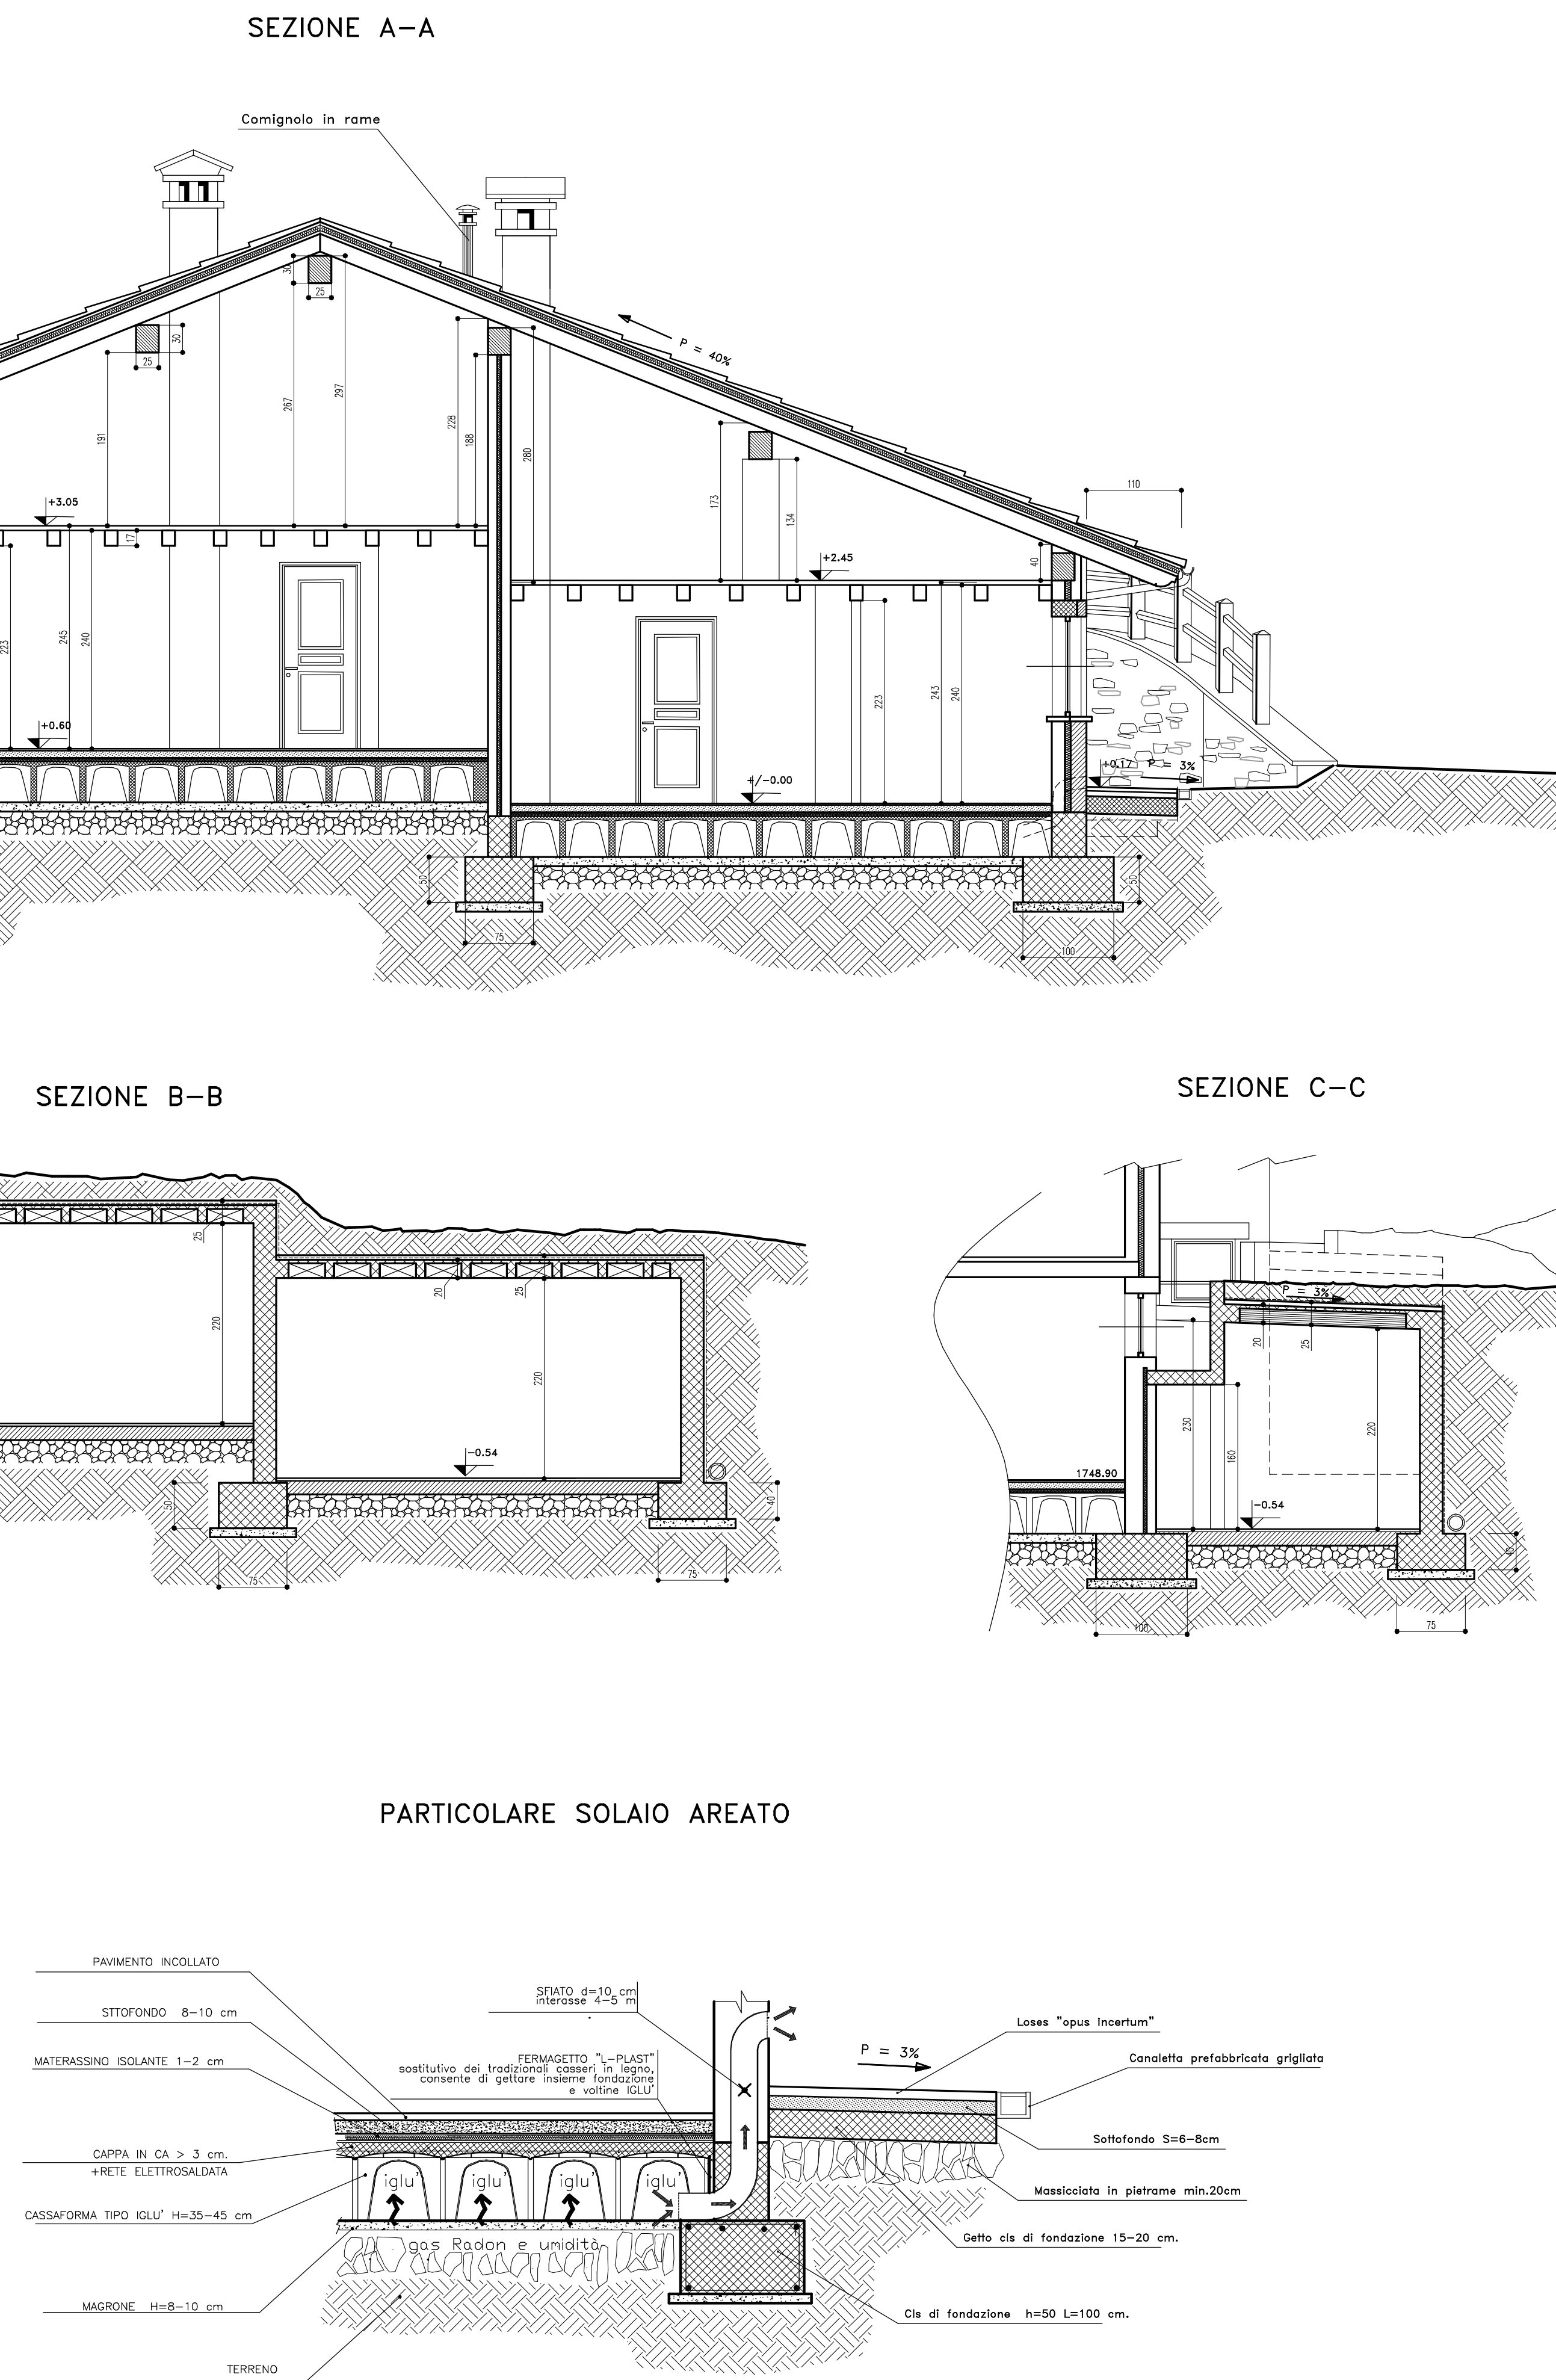 SEZIONE A-A
Comignolo in rame
30
25
30
25
P = 40%
191
267
297
228
188
280
173
134
110
40
+3.05
17
+2.45
223
245
240
223
243
240
+0.60
+/-0.00
+0.17
P = 3%
50
75
50
100
SEZIONE B-B
SEZIONE C-C
25
20
25
220
220
-0.54
50
75
40
75
P = 3%
20
25
230
160
220
1748.90
-0.54
40
100
75
PARTICOLARE SOLAIO AREATO
PAVIMENTO INCOLLATO
STTOFONDO 8-10 cm
MATERASSINO ISOLANTE 1-2 cm
CAPPA IN CA > 3 cm.
+RETE ELETTROSALDATA
CASSAFORMA TIPO IGLU' H=35-45 cm
MAGRONE H=8-10 cm
TERRENO
SFIATO d=10 cm
interasse 4-5 m
FERMAGETTO "L-PLAST"
sostitutivo dei tradizionali casseri in legno,
consente di gettare insieme fondazione
e voltine IGLU'
iglu'
iglu'
iglu'
iglu'
gas Radon e umidità
P = 3%
Loses "opus incertum"
Canaletta prefabbricata grigliata
Sottofondo S=6-8cm
Massicciata in pietrame min.20cm
Getto cls di fondazione 15-20 cm.
Cls di fondazione h=50 L=100 cm.